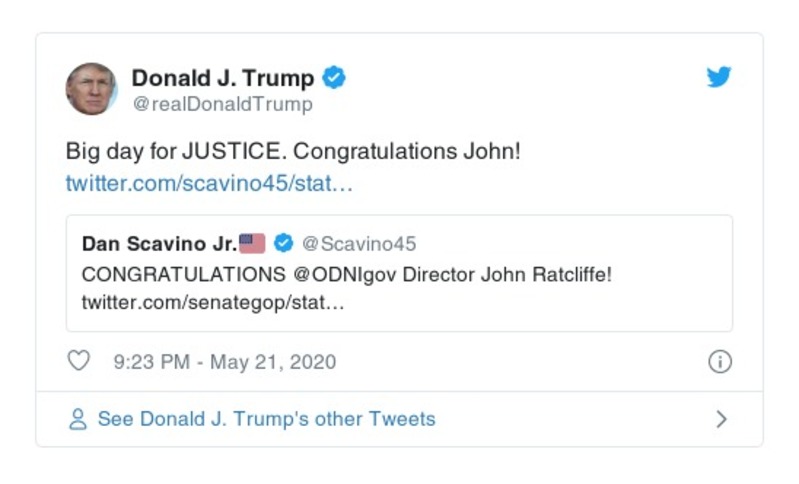 Donald J. Trump
@realDonaldTrump
Big day for JUSTICE. Congratulations John!
twitter.com/scavino45/stat…
Dan Scavino Jr.🇺🇸 @Scavino45
CONGRATULATIONS @ODNIgov Director John Ratcliffe!
twitter.com/senategop/stat…
9:23 PM - May 21, 2020
See Donald J. Trump's other Tweets